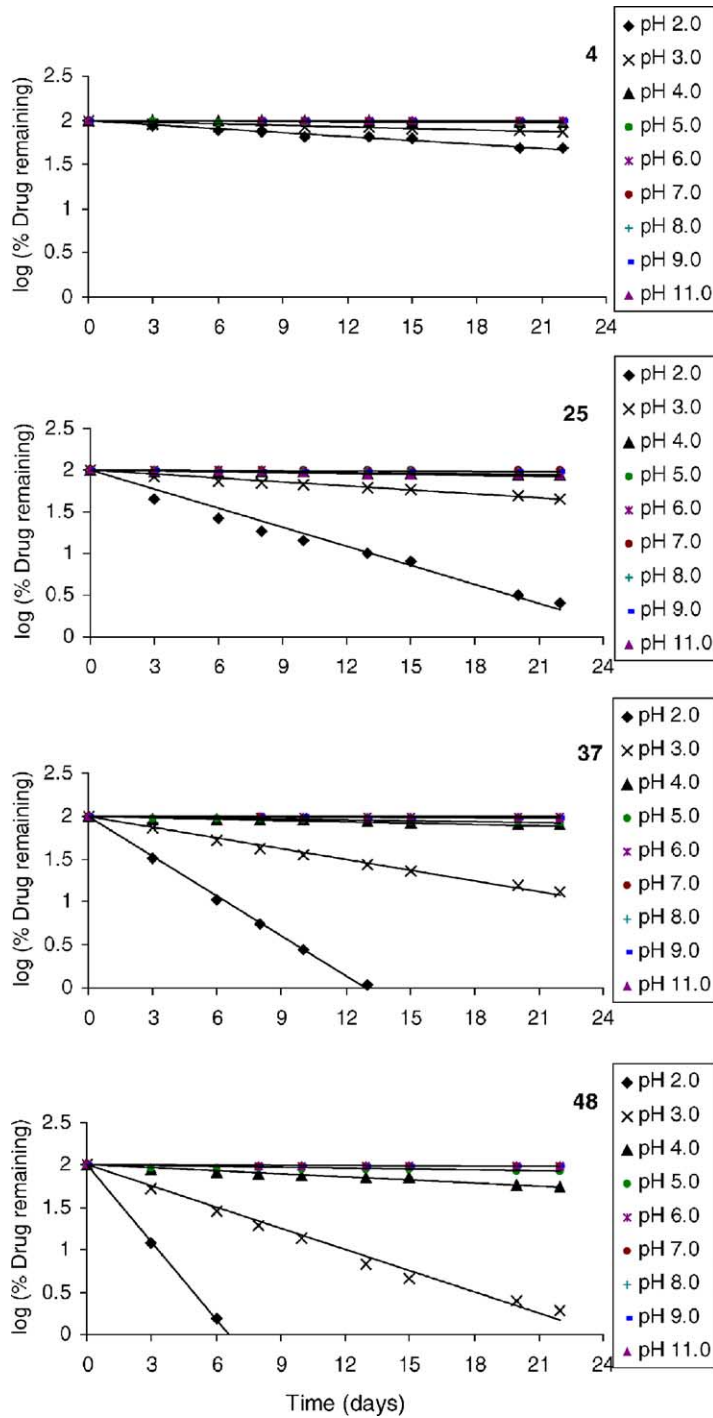 4
log (% Drug remaining)
2.5
2
1.5
1
0.5
0
0 3 6 9 12 15 18 21 24
pH 2.0
pH 3.0
pH 4.0
pH 5.0
pH 6.0
pH 7.0
pH 8.0
pH 9.0
pH 11.0
25
log (% Drug remaining)
2.5
2
1.5
1
0.5
0
0 3 6 9 12 15 18 21 24
pH 2.0
pH 3.0
pH 4.0
pH 5.0
pH 6.0
pH 7.0
pH 8.0
pH 9.0
pH 11.0
37
log (% Drug remaining)
2.5
2
1.5
1
0.5
0
0 3 6 9 12 15 18 21 24
pH 2.0
pH 3.0
pH 4.0
pH 5.0
pH 6.0
pH 7.0
pH 8.0
pH 9.0
pH 11.0
48
log (% Drug remaining)
2.5
2
1.5
1
0.5
0
0 3 6 9 12 15 18 21 24
pH 2.0
pH 3.0
pH 4.0
pH 5.0
pH 6.0
pH 7.0
pH 8.0
pH 9.0
pH 11.0
Time (days)